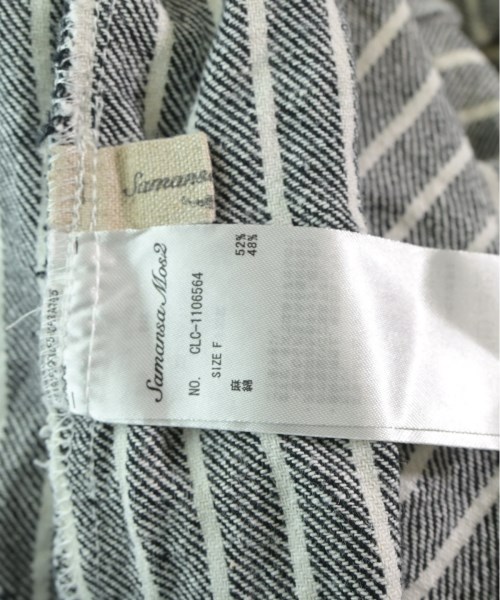 Samansa
Samansa Mos2
NO. CLC-1106564
SIZE F
麻 52%
綿 48%